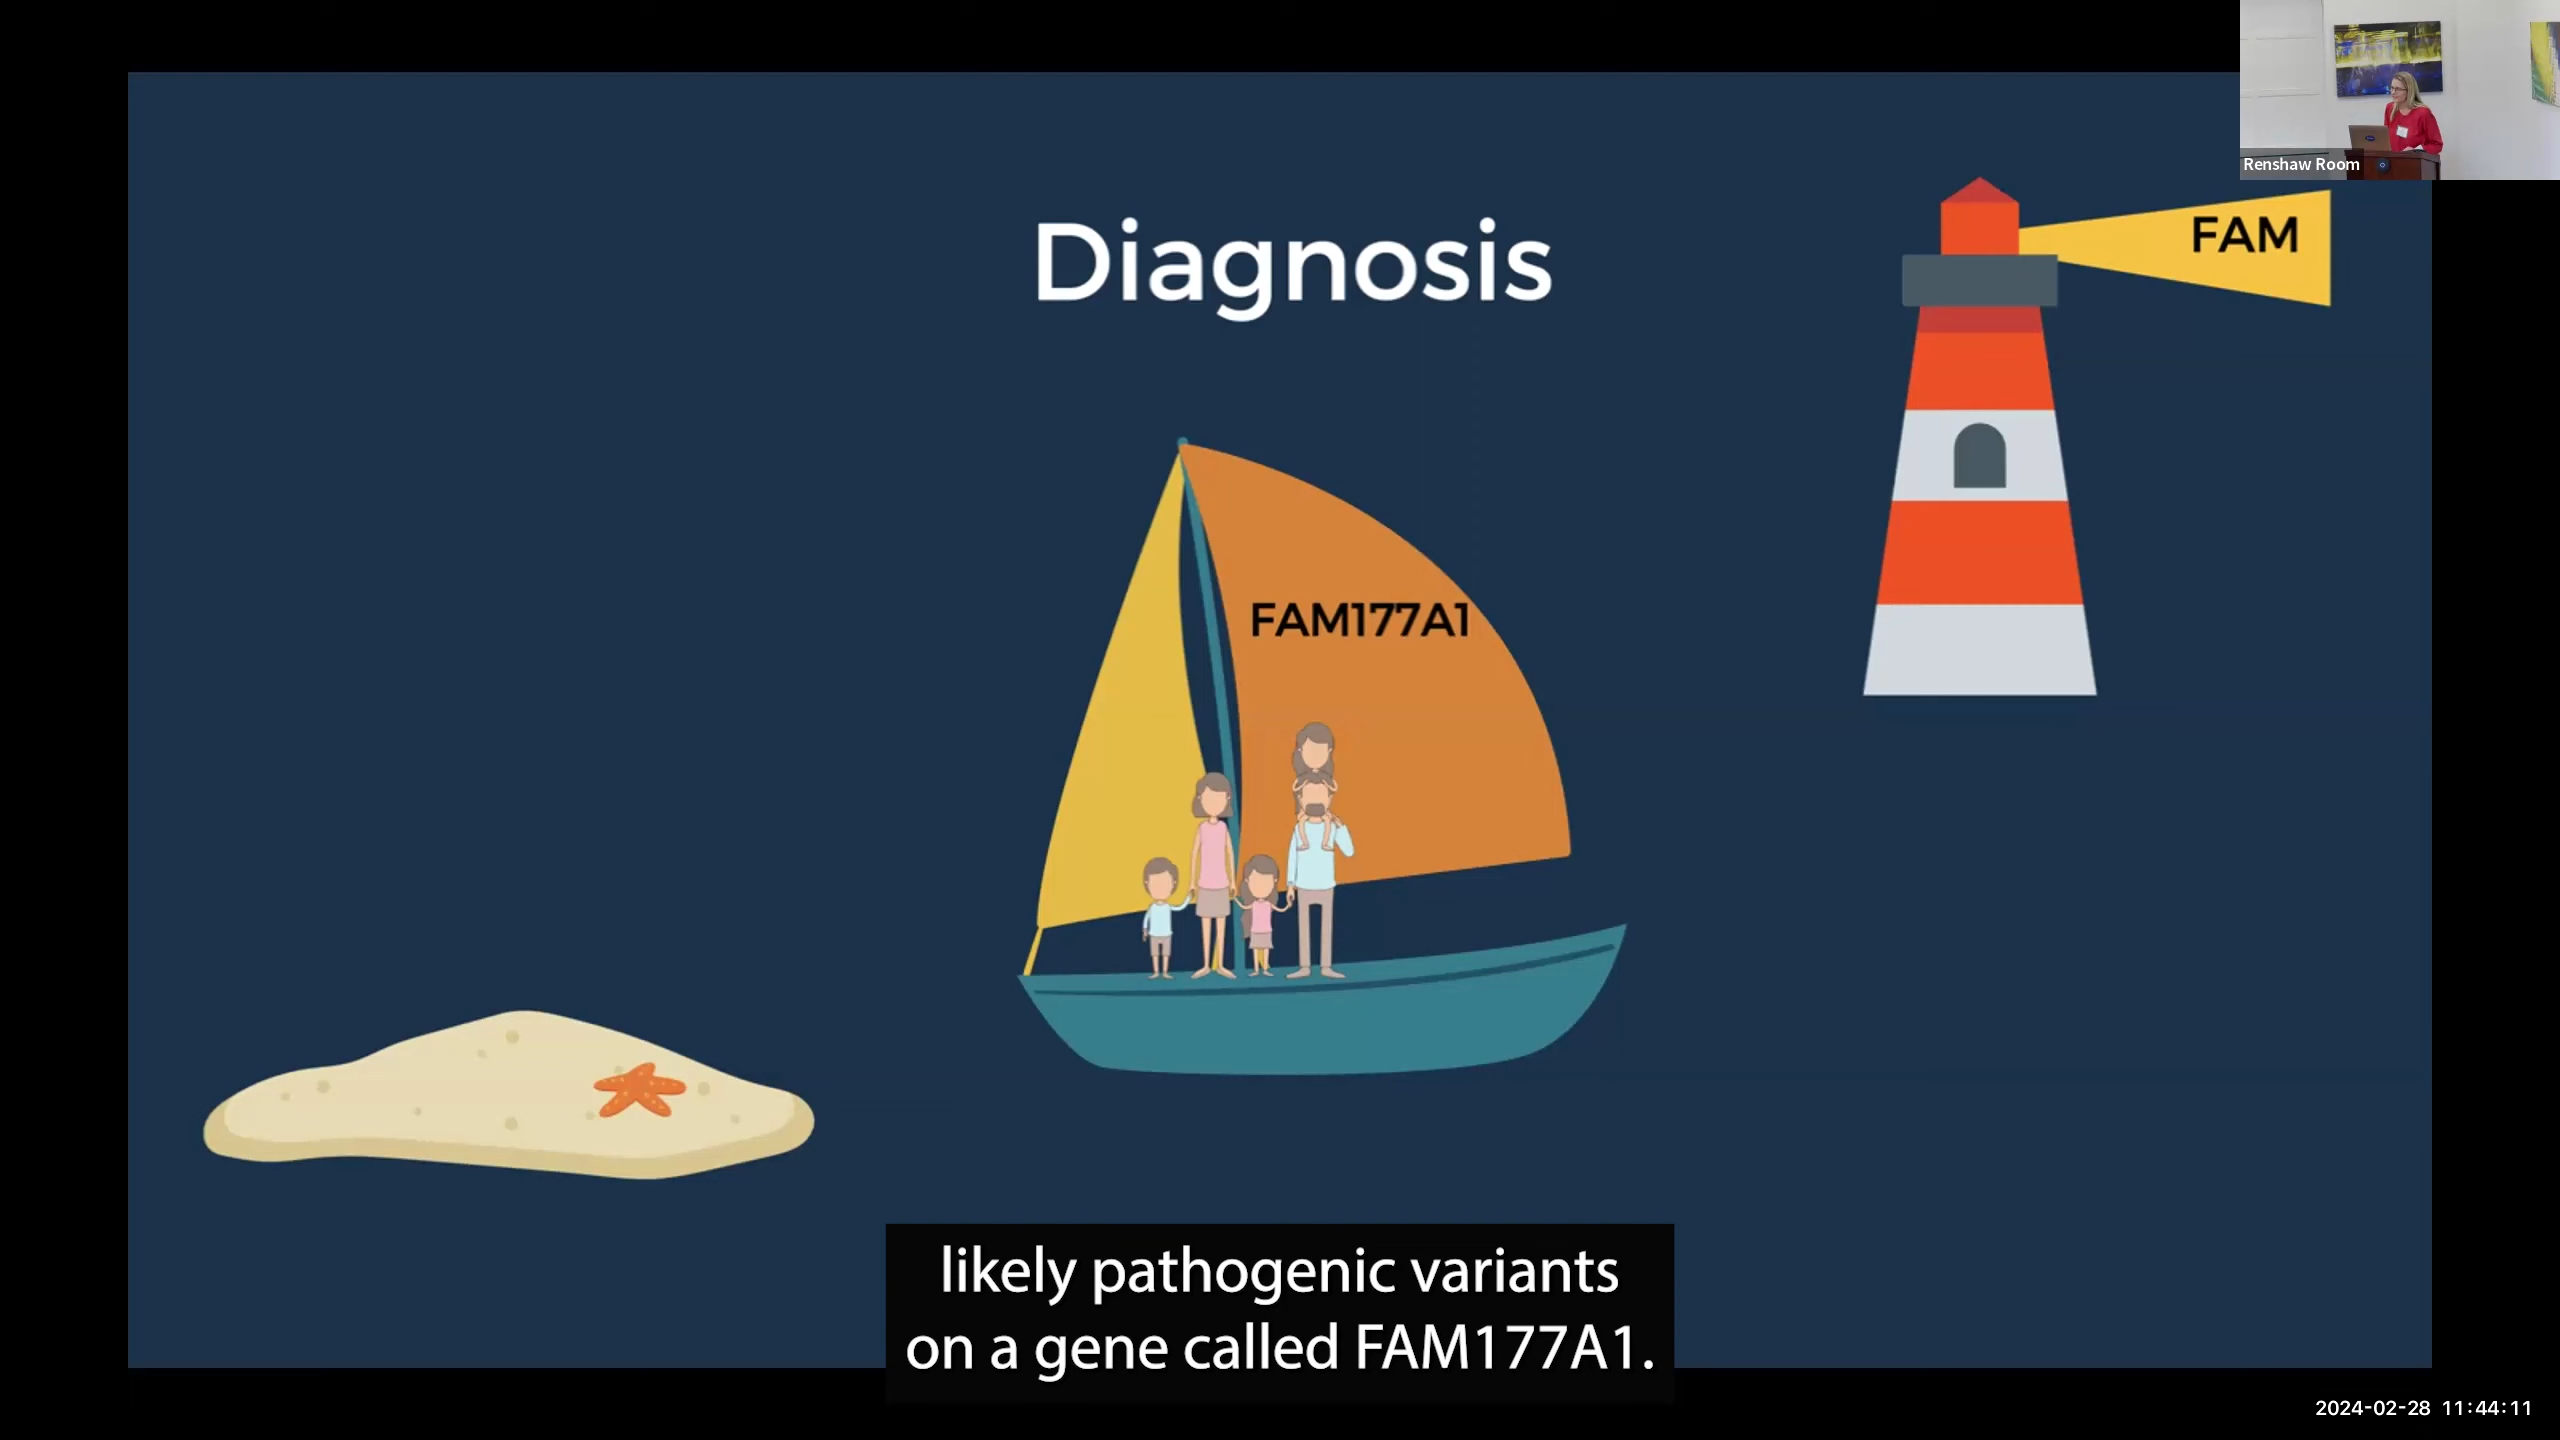 Renshaw Room
Diagnosis
FAM
FAM177A1
likely pathogenic variants
on a gene called FAM177A1.
2024-02-28 11:44:11